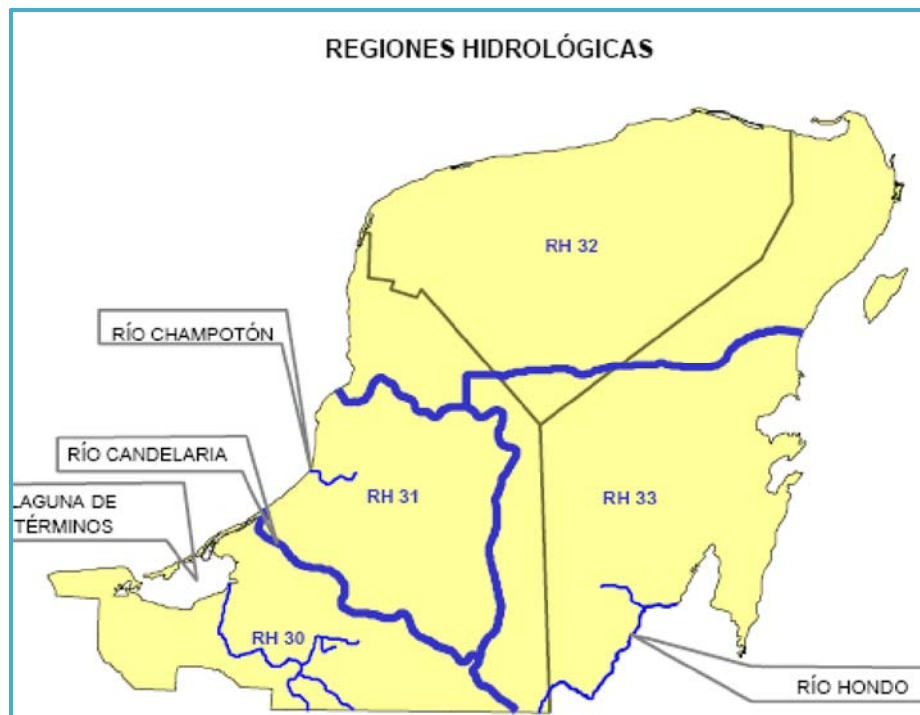 REGIONES HIDROLÓGICAS
RH 32
RÍO CHAMPOTÓN
RÍO CANDELARIA
LAGUNA DE
TÉRMINOS
RH 31
RH 33
RH 30
RÍO HONDO